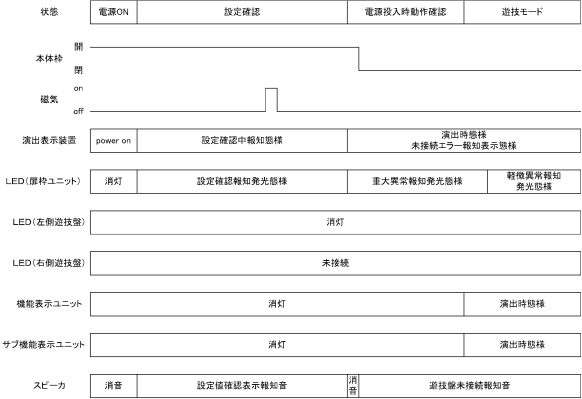 状態 電源ON 設定確認 電源投入時動作確認 遊技モード
開
本体枠
閉
on
磁気
off
演出表示装置 power on 設定確認中報知態様 演出時態様
未接続エラー報知表示態様
LED(扉枠ユニット) 消灯 設定確認報知発光態様 重大異常報知発光態様 軽微異常報知
発光態様
LED(左側遊技盤) 消灯
LED(右側遊技盤) 未接続
機能表示ユニット 消灯 演出時態様
サブ機能表示ユニット 消灯 演出時態様
スピーカ 消音 設定値確認表示報知音 消
音 遊技盤未接続報知音